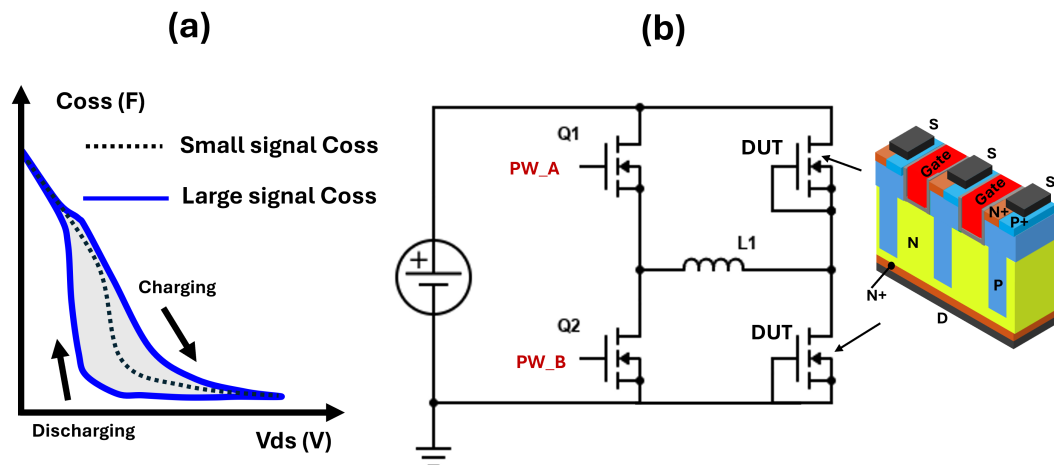 (a)
Coss (F)
Small signal Coss
Large signal Coss
Charging
Discharging
Vds (V)
(b)
Q1
PW_A
DUT
L1
Q2
PW_B
DUT
S
S
S
Gate
Gate
N+
P+
N
P
N+
D